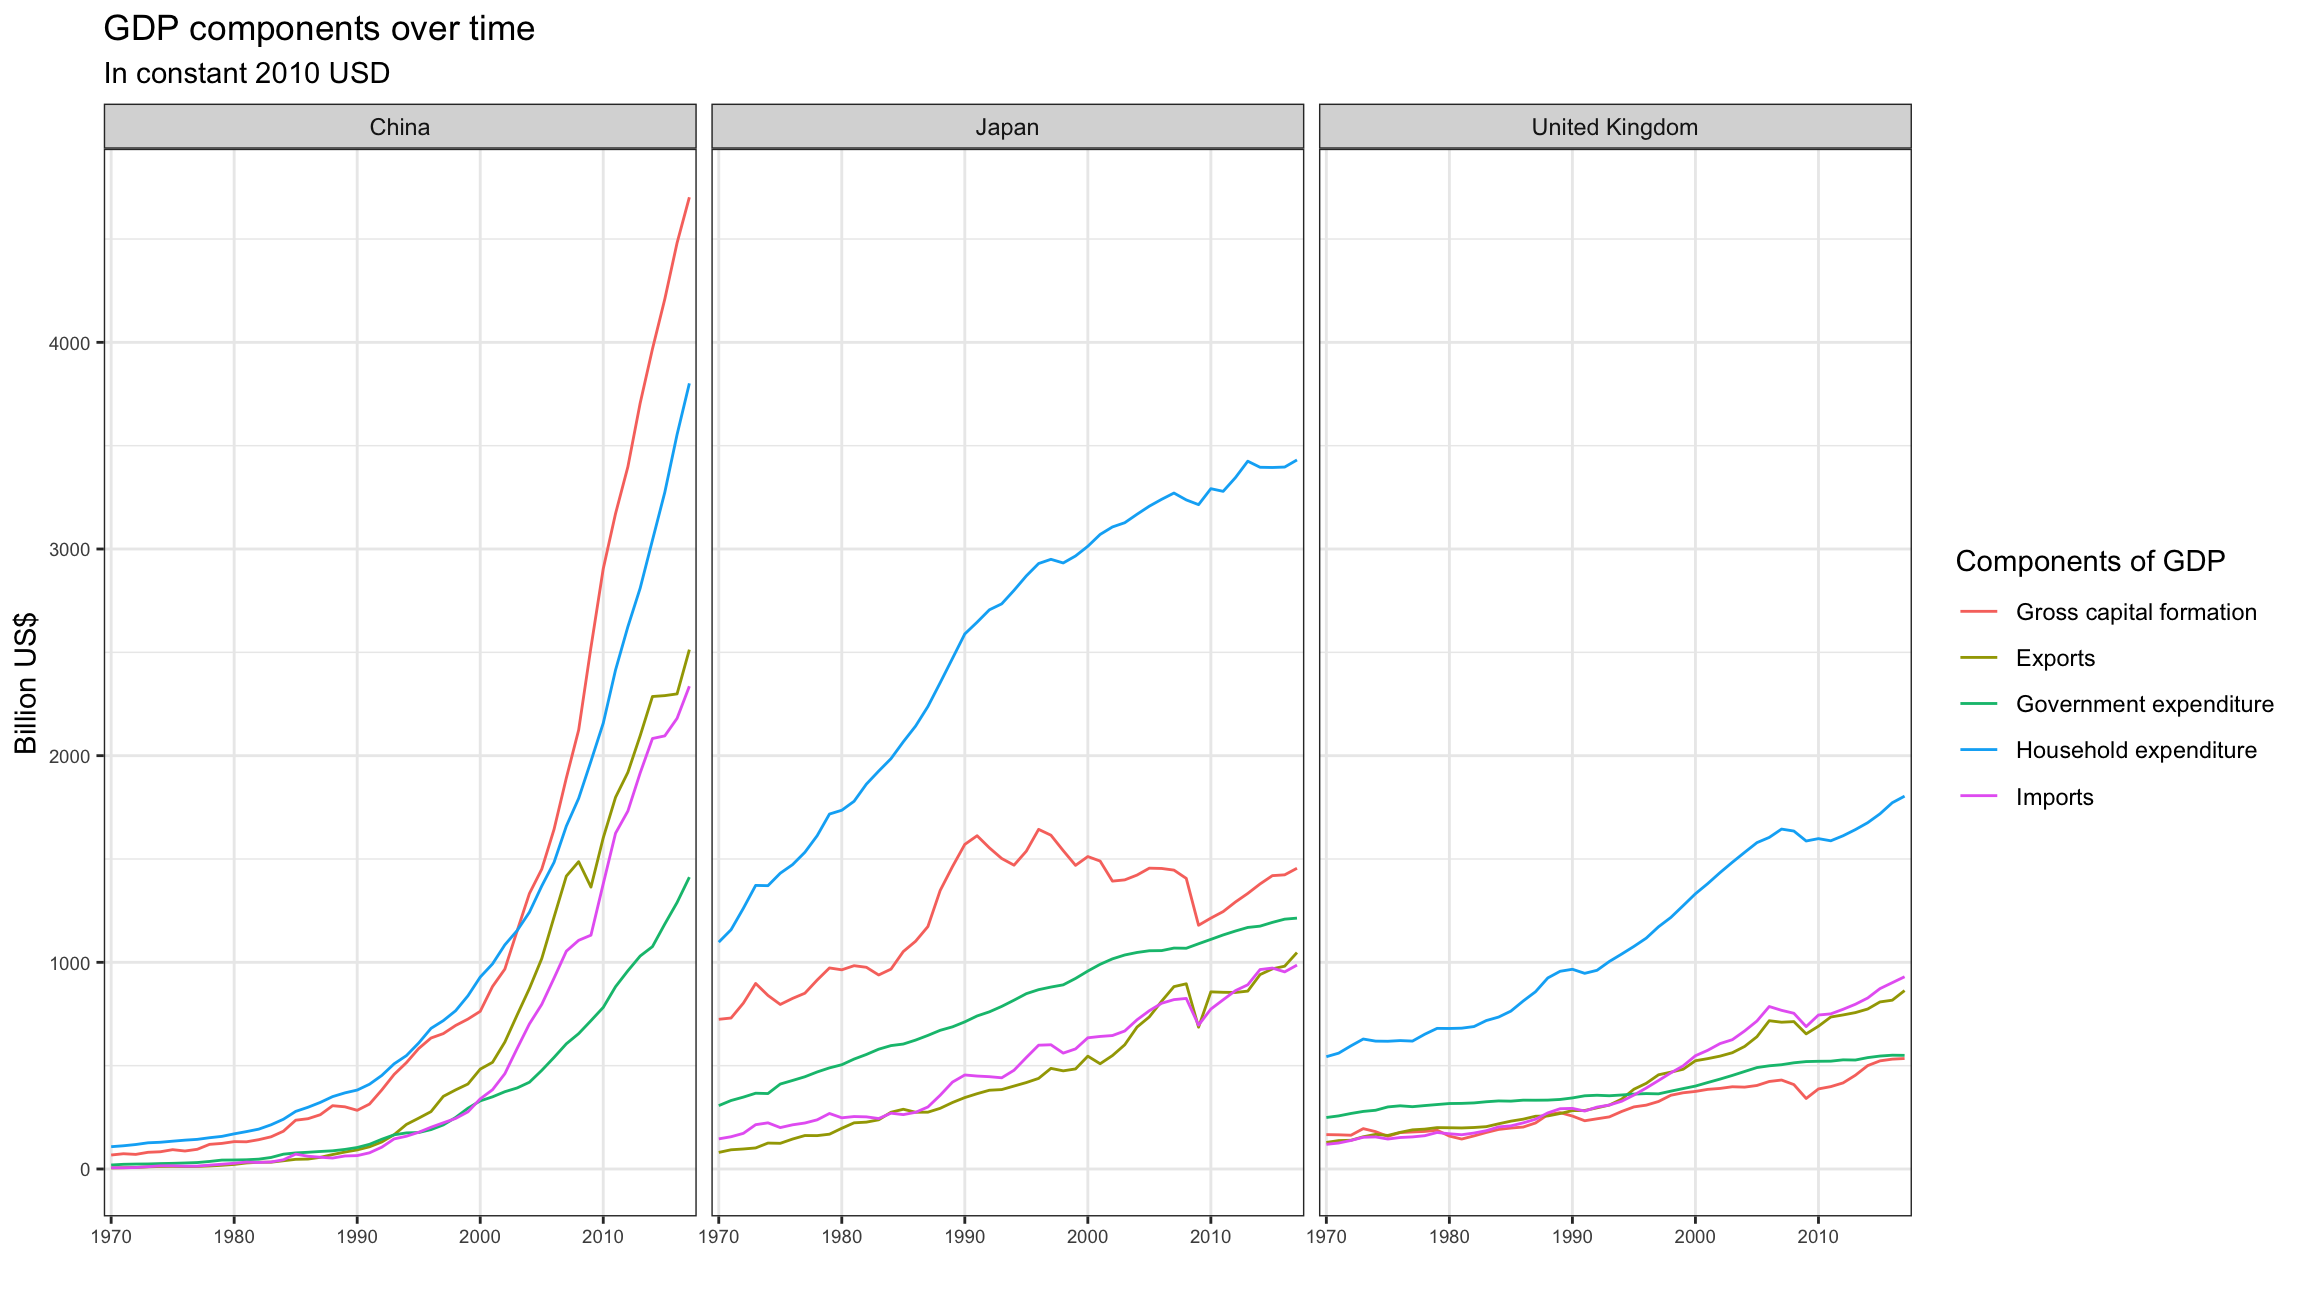 GDP components over time
In constant 2010 USD
China
Japan
United Kingdom
Billion US$
4000
3000
2000
1000
0
1970 1980 1990 2000 2010
1970 1980 1990 2000 2010
1970 1980 1990 2000 2010
Components of GDP
Gross capital formation
Exports
Government expenditure
Household expenditure
Imports